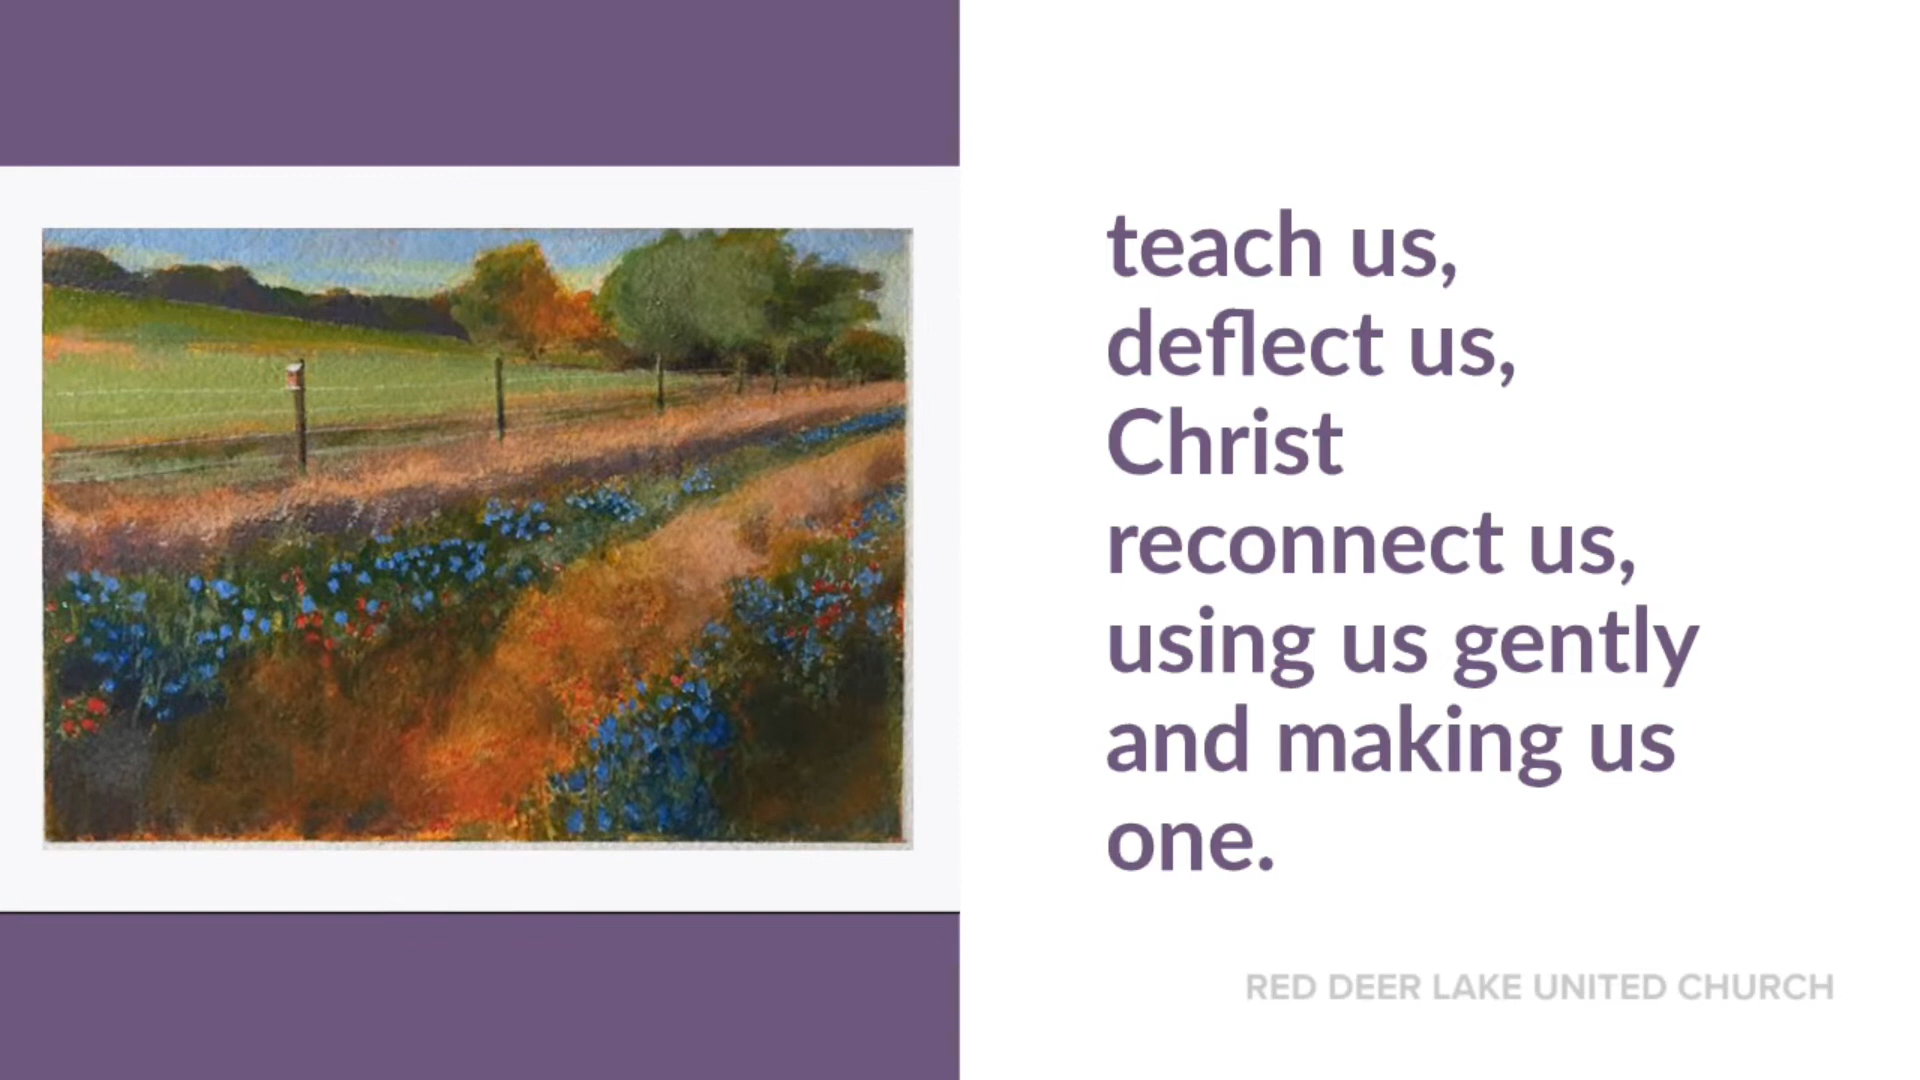 teach us,
deflect us,
Christ
reconnect us,
using us gently
and making us
one.
RED DEER LAKE UNITED CHURCH